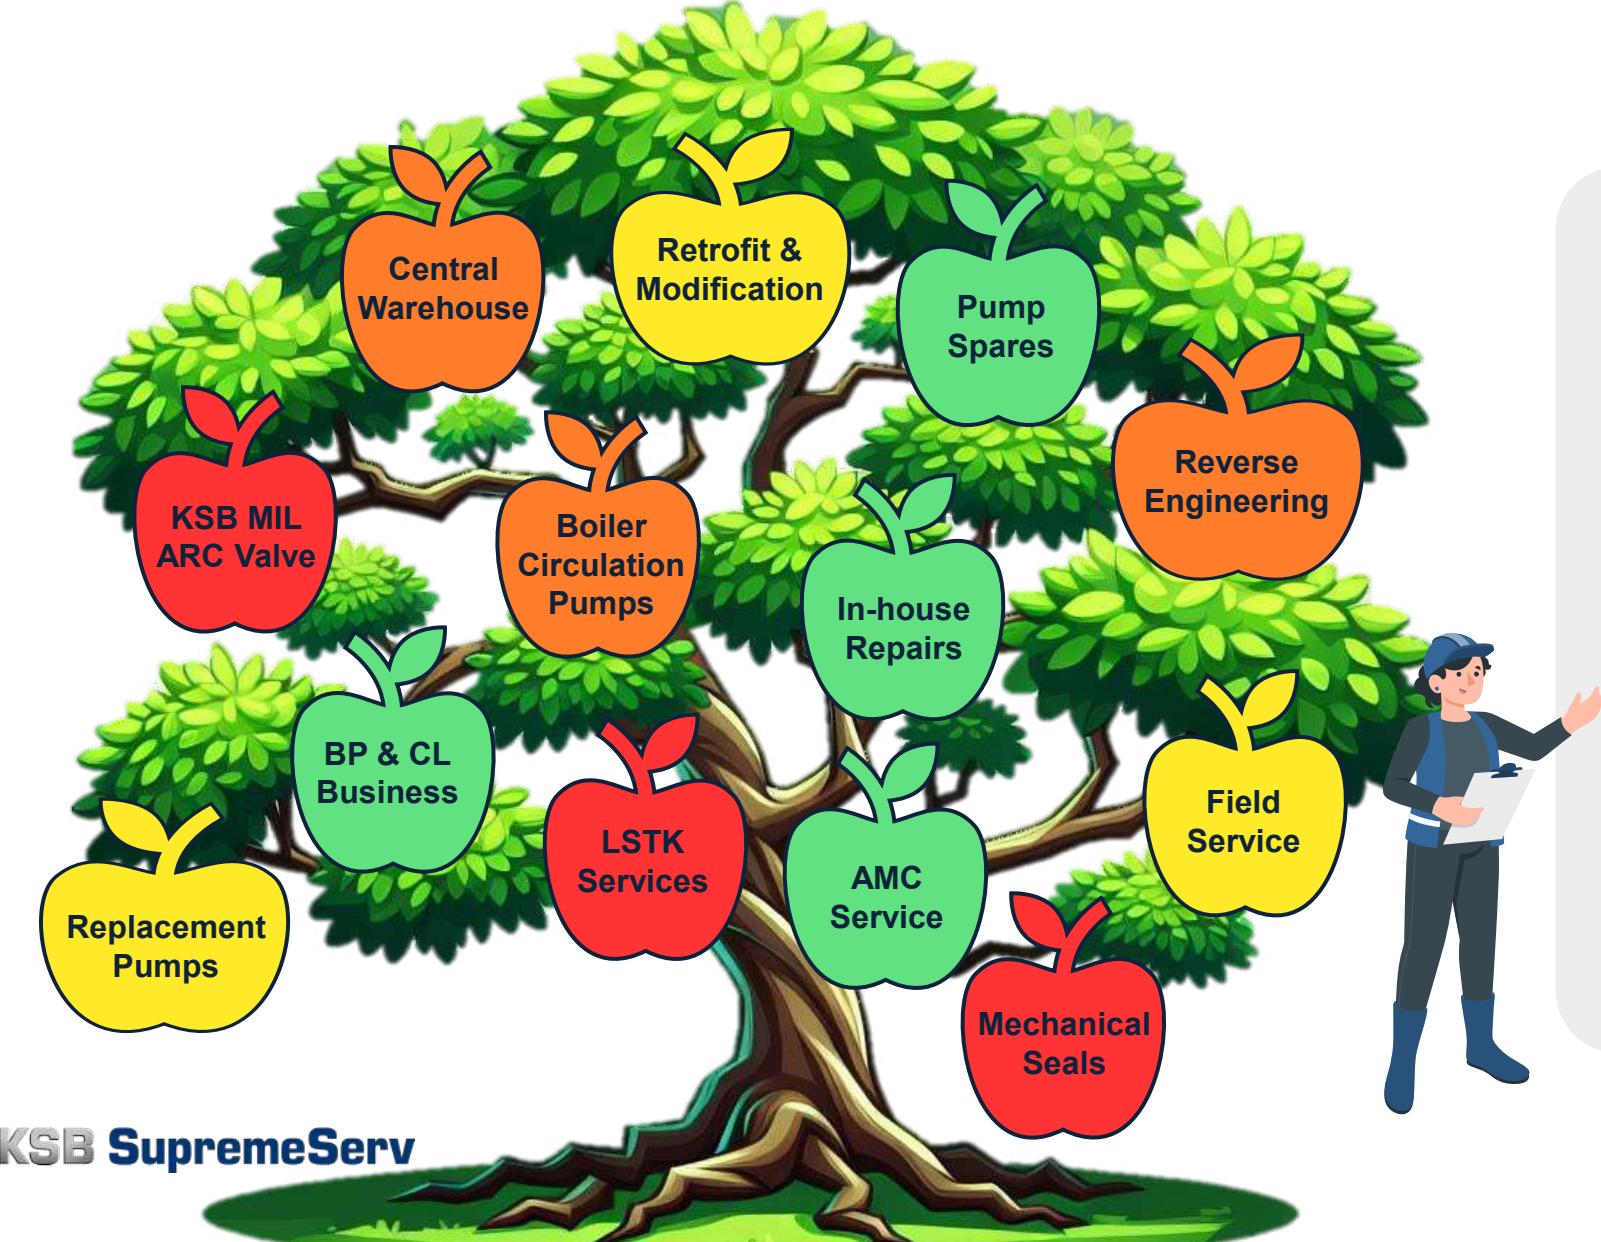 Central
Warehouse
Retrofit &
Modification
Pump
Spares
Reverse
Engineering
KSB MIL
ARC Valve
Boiler
Circulation
Pumps
In-house
Repairs
BP & CL
Business
LSTK
Services
AMC
Service
Field
Service
Replacement
Pumps
Mechanical
Seals
KSB SupremeServ